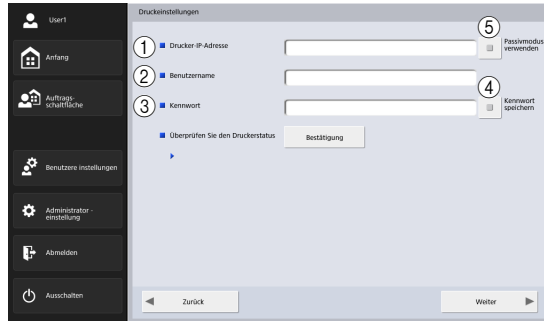 User1
Anfang
Auftrags-
schaltfläche
Benutzere instellungen
Administrator -
einstellung
Abmelden
Ausschalten
Druckeinstellungen
1 Drucker-IP-Adresse
5 Passivmodus
verwenden
2 Benutzername
3 Kennwort
4 Kennwort
speichern
Überprüfen Sie den Druckerstatus
Bestätigung
Zurück
Weiter